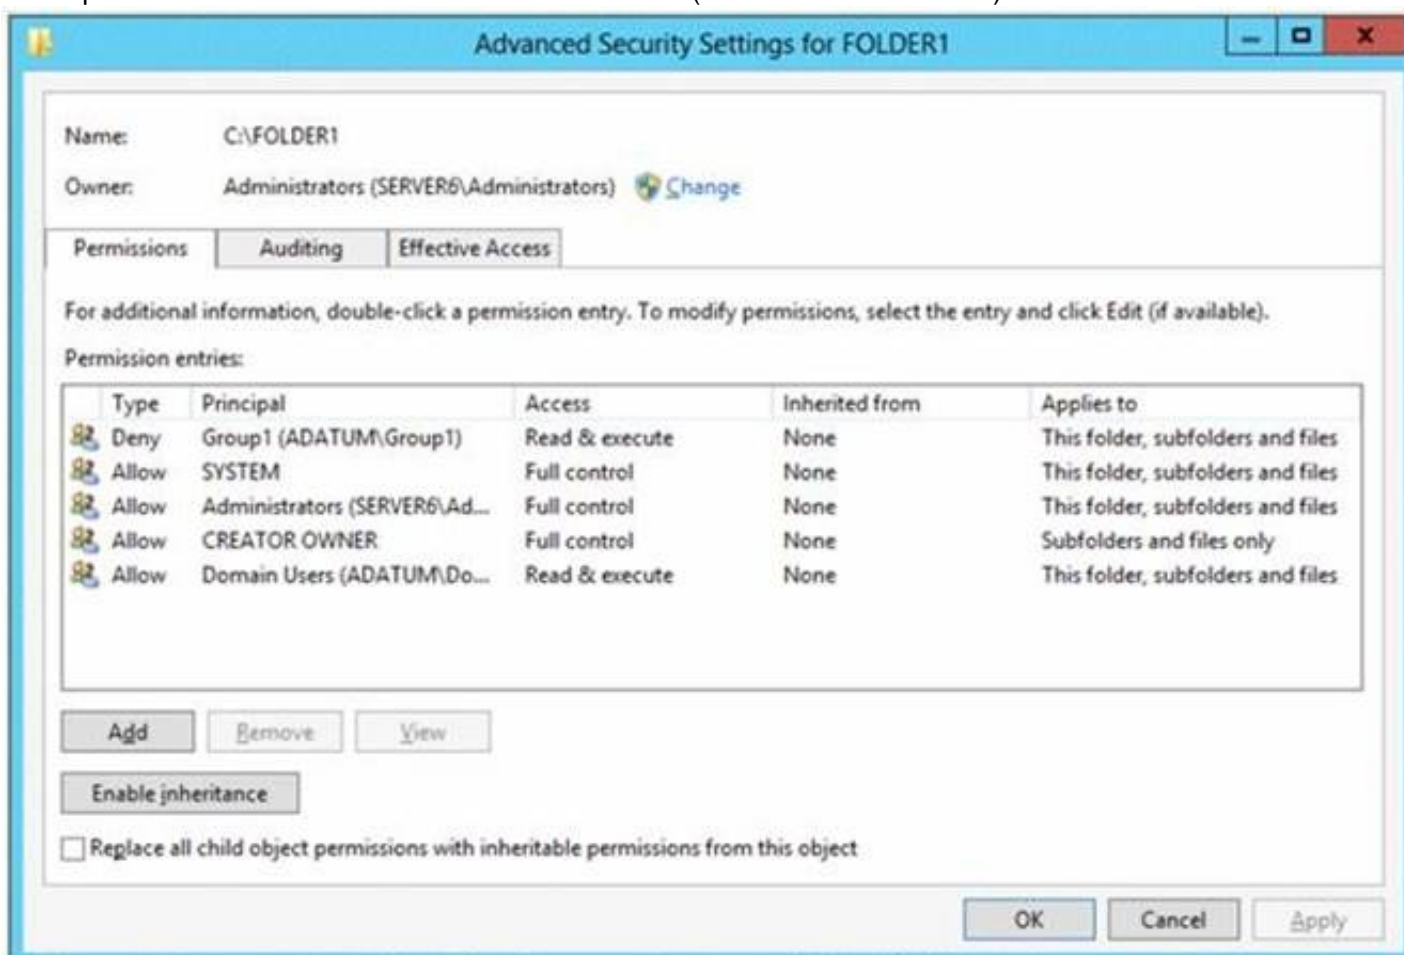 Advanced Security Settings for FOLDER1
Name: C:\FOLDER1
Owner: Administrators (SERVER6\Administrators) Change
Permissions Auditing Effective Access
For additional information, double-click a permission entry. To modify permissions, select the entry and click Edit (if available).
Permission entries:
Type Principal Access Inherited from Applies to
Deny Group1 (ADATUM\Group1) Read & execute None This folder, subfolders and files
Allow SYSTEM Full control None This folder, subfolders and files
Allow Administrators (SERVER6\Ad... Full control None This folder, subfolders and files
Allow CREATOR OWNER Full control None Subfolders and files only
Allow Domain Users (ADATUM\Do... Read & execute None This folder, subfolders and files
Add Remove View
Enable inheritance
Replace all child object permissions with inheritable permissions from this object
OK Cancel Apply